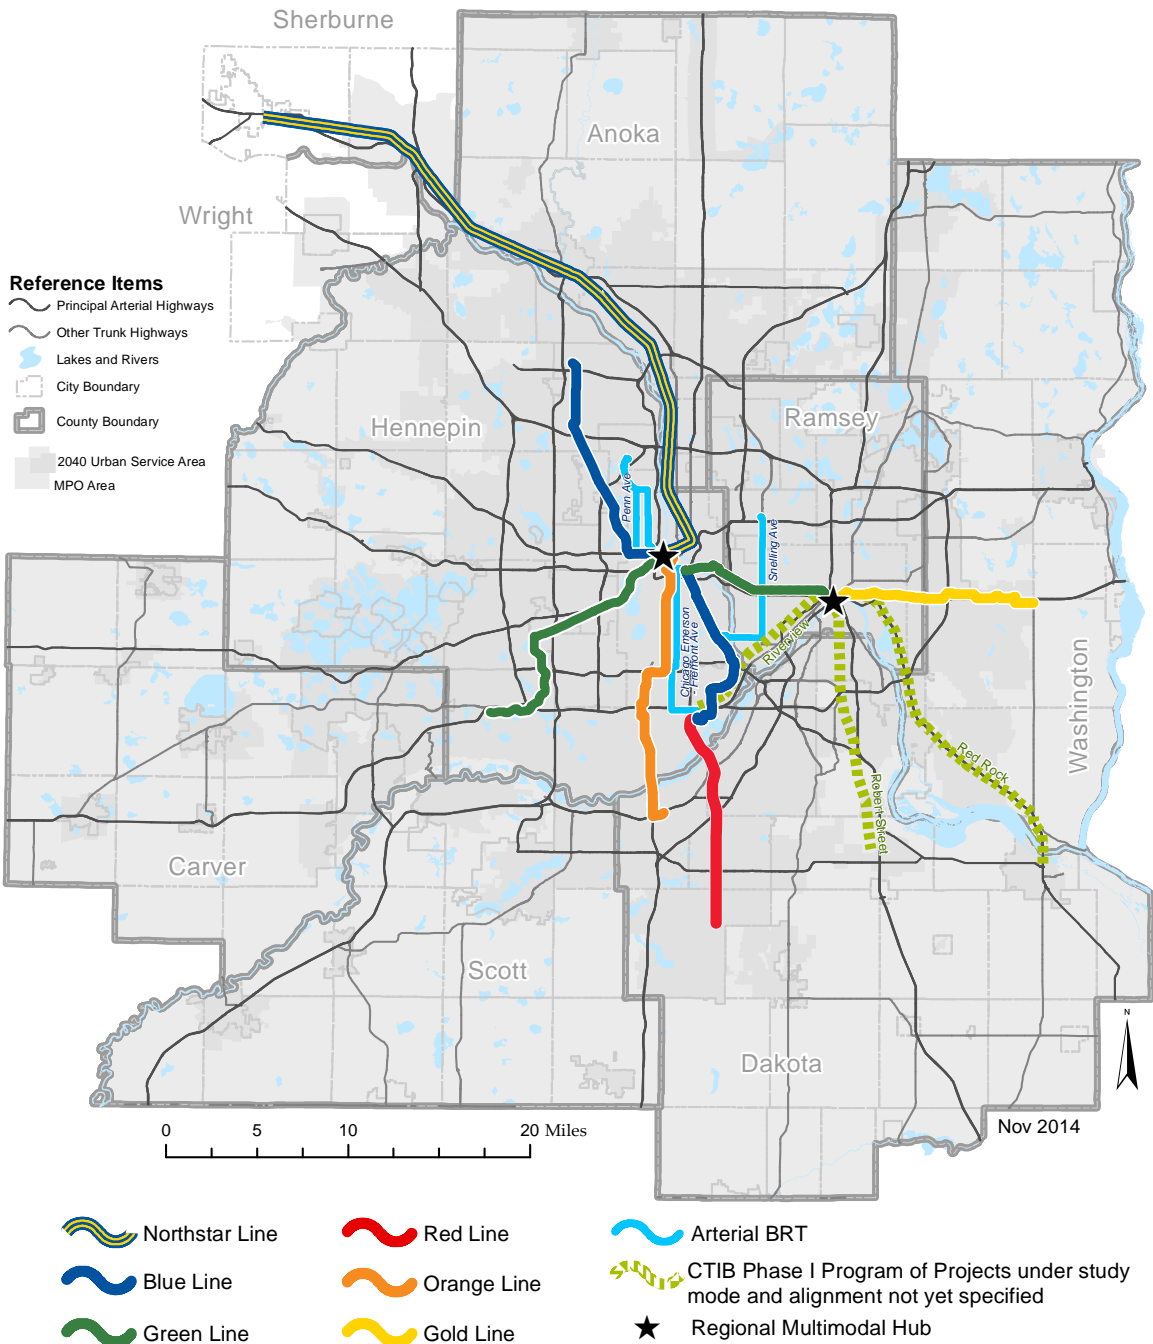 Sherburne
Anoka
Wright
Reference Items
Principal Arterial Highways
Other Trunk Highways
Lakes and Rivers
City Boundary
County Boundary
2040 Urban Service Area
MPO Area
Hennepin
Ramsey
Penn Ave
Snelling Ave
Chicago Emerson
- Fremont Ave
Riverview
Washington
Red Rock
Robert Street
Carver
Scott
Dakota
N
Nov 2014
0 5 10 20 Miles
Northstar Line
Blue Line
Green Line
Red Line
Orange Line
Gold Line
Arterial BRT
CTIB Phase I Program of Projects under study
mode and alignment not yet specified
Regional Multimodal Hub